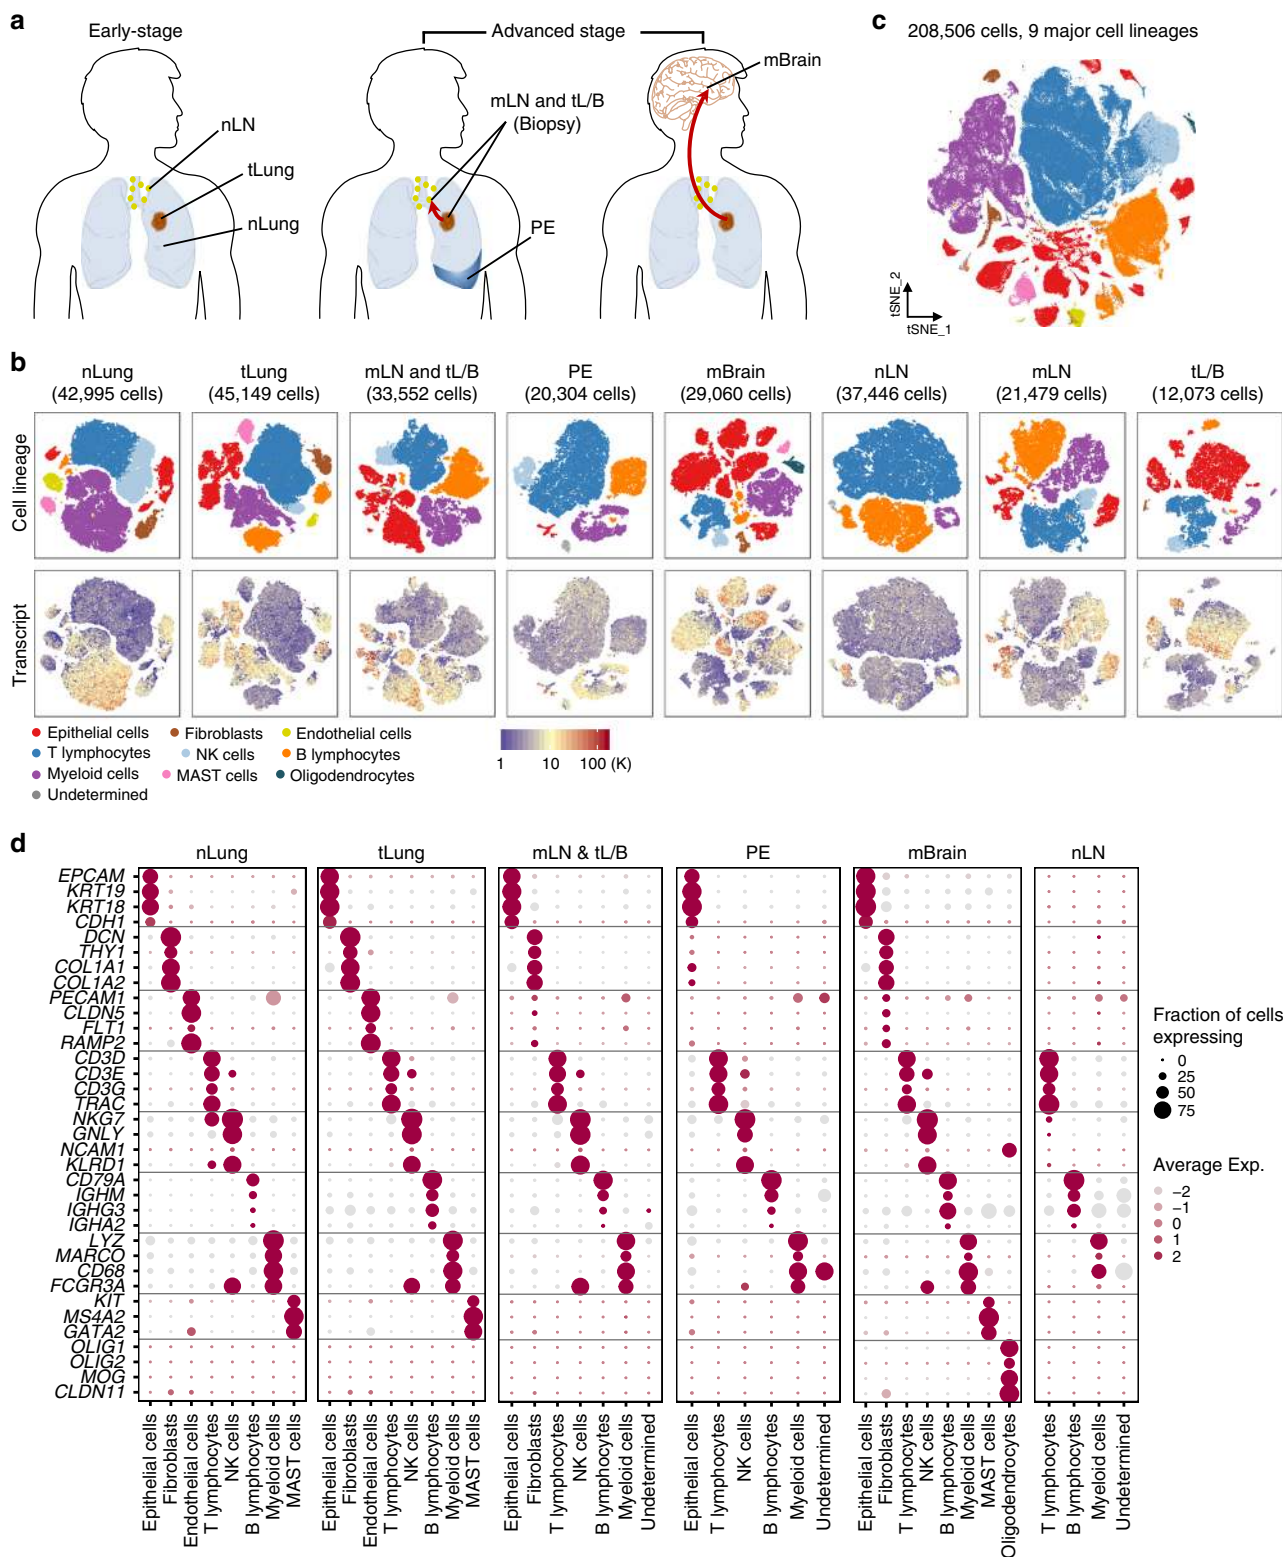 a
Early-stage
Advanced stage
nLN
tLung
nLung
mLN and tL/B
(Biopsy)
PE
mBrain
c
208,506 cells, 9 major cell lineages
tSNE_2
tSNE_1
b
nLung
(42,995 cells)
tLung
(45,149 cells)
mLN and tL/B
(33,552 cells)
PE
(20,304 cells)
mBrain
(29,060 cells)
nLN
(37,446 cells)
mLN
(21,479 cells)
tL/B
(12,073 cells)
Cell lineage
Transcript
Epithelial cells
Fibroblasts
Endothelial cells
T lymphocytes
NK cells
B lymphocytes
Myeloid cells
MAST cells
Oligodendrocytes
Undetermined
1 10 100 (K)
d
nLung
tLung
mLN & tL/B
PE
mBrain
nLN
EPCAM
KRT19
KRT18
CDH1
DCN
THY1
COL1A1
COL1A2
PECAM1
CLDN5
FLT1
RAMP2
CD3D
CD3E
CD3G
TRAC
NKG7
GNLY
NCAM1
KLRD1
CD79A
IGHM
IGHG3
IGHA2
LYZ
MARCO
CD68
FCGR3A
KIT
MS4A2
GATA2
OLIG1
OLIG2
MOG
CLDN11
Fraction of cells
expressing
0
25
50
75
Average Exp.
−2
−1
0
1
2
Epithelial cells
Fibroblasts
Endothelial cells
T lymphocytes
NK cells
B lymphocytes
Myeloid cells
MAST cells
Epithelial cells
Fibroblasts
Endothelial cells
T lymphocytes
NK cells
B lymphocytes
Myeloid cells
MAST cells
Epithelial cells
Fibroblasts
T lymphocytes
NK cells
B lymphocytes
Myeloid cells
Undetermined
Epithelial cells
T lymphocytes
NK cells
B lymphocytes
Myeloid cells
Undetermined
Epithelial cells
Fibroblasts
T lymphocytes
NK cells
B lymphocytes
Myeloid cells
MAST cells
Oligodendrocytes
T lymphocytes
B lymphocytes
Myeloid cells
Undetermined